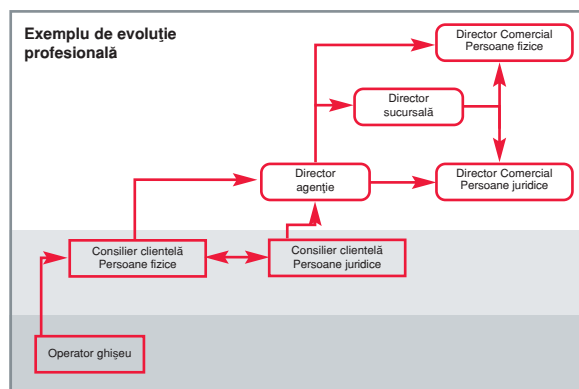 Exemplu de evoluție
profesională
Director Comercial
Persoane fizice
Director
sucursală
Director
agenţie
Director Comercial
Persoane juridice
Consilier clientelă
Persoane fizice
Consilier clientelă
Persoane juridice
Operator ghișeu